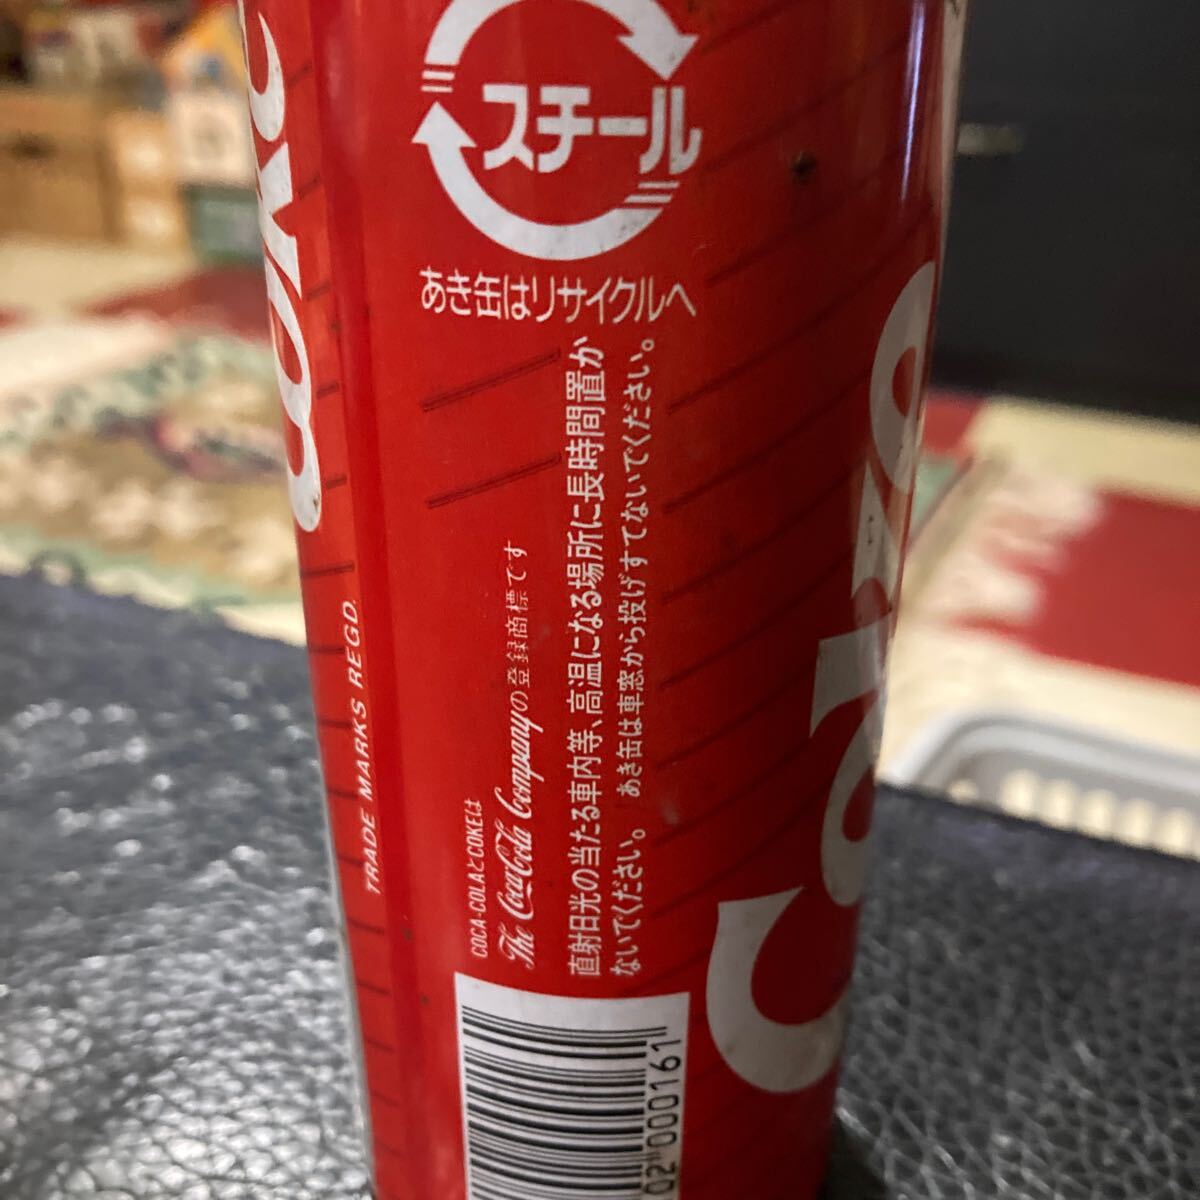 スチール
あき缶はリサイクルへ
直射日光の当たる車内等、高温になる場所に長時間置か
ないでください。 あき缶は車窓から投げすてないでください。
COCA-COLAとCOKEは
The Coca-Cola Companyの登録商標です
TRADE MARKS REGD.
Coke
02 000161